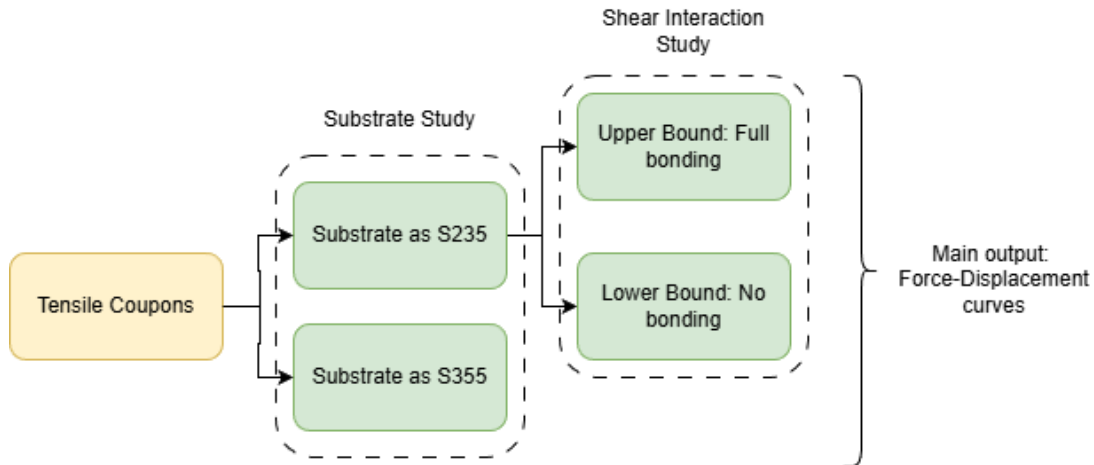 Shear Interaction
Study
Substrate Study
Upper Bound: Full
bonding
Substrate as S235
Tensile Coupons
Lower Bound: No
bonding
Substrate as S355
Main output:
Force-Displacement
curves